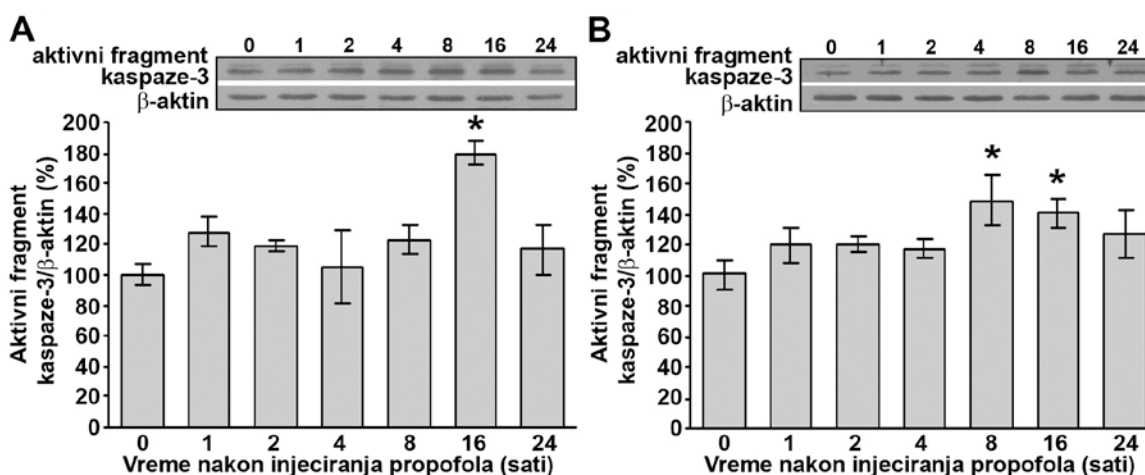 A
0 1 2 4 8 16 24
aktivni fragment
kaspaze-3
β-aktin
Aktivni fragment
kaspaze-3/β-aktin (%)
200
180
160
140
120
100
80
60
40
20
0
*
0 1 2 4 8 16 24
Vreme nakon injeciranja propofola (sati)
B
0 1 2 4 8 16 24
aktivni fragment
kaspaze-3
β-aktin
Aktivni fragment
kaspaze-3/β-aktin (%)
200
180
160
140
120
100
80
60
40
20
0
* *
0 1 2 4 8 16 24
Vreme nakon injeciranja propofola (sati)